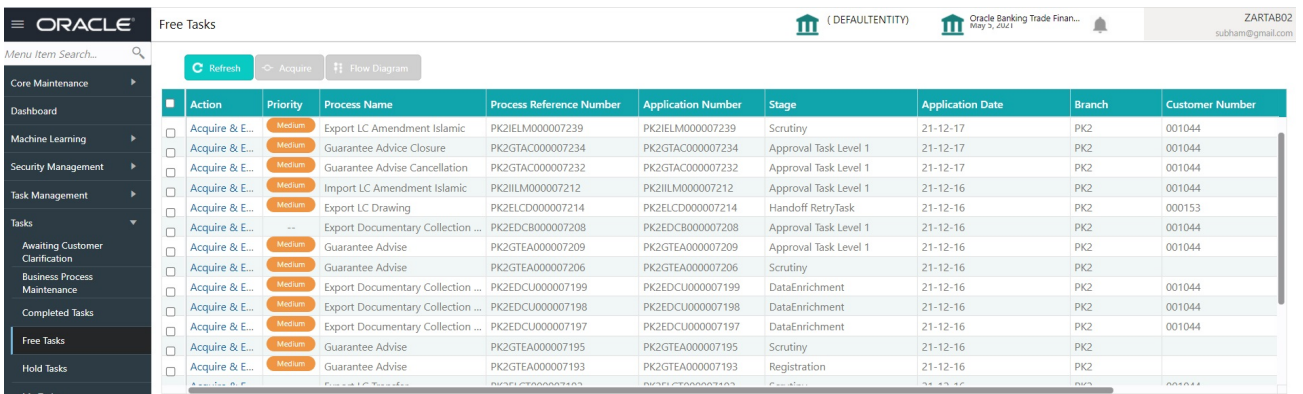 ORACLE
Free Tasks
( DEFAULTENTITY)
Oracle Banking Trade Finan...
May 5, 2021
ZARTAB02
subham@gmail.com
Menu Item Search...
Core Maintenance
Dashboard
Machine Learning
Security Management
Task Management
Tasks
Awaiting Customer
Clarification
Business Process
Maintenance
Completed Tasks
Free Tasks
Hold Tasks
Refresh Acquire Flow Diagram
Action Priority Process Name Process Reference Number Application Number Stage Application Date Branch Customer Number
Acquire & E... Medium Export LC Amendment Islamic PK2IELM000007239 PK2IELM000007239 Scrutiny 21-12-17 PK2 001044
Acquire & E... Medium Guarantee Advice Closure PK2GTAC000007234 PK2GTAC000007234 Approval Task Level 1 21-12-17 PK2 001044
Acquire & E... Medium Guarantee Advise Cancellation PK2GTAC000007232 PK2GTAC000007232 Approval Task Level 1 21-12-17 PK2 001044
Acquire & E... Medium Import LC Amendment Islamic PK2IILM000007212 PK2IILM000007212 Approval Task Level 1 21-12-16 PK2 001044
Acquire & E... Medium Export LC Drawing PK2ELCD000007214 PK2ELCD000007214 Handoff RetryTask 21-12-16 PK2 000153
Acquire & E... -- Export Documentary Collection ... PK2EDCB000007208 PK2EDCB000007208 Approval Task Level 1 21-12-16 PK2 001044
Acquire & E... Medium Guarantee Advise PK2GTEA000007209 PK2GTEA000007209 Approval Task Level 1 21-12-16 PK2 001044
Acquire & E... Medium Guarantee Advise PK2GTEA000007206 PK2GTEA000007206 Scrutiny 21-12-16 PK2
Acquire & E... Medium Export Documentary Collection ... PK2EDCU000007199 PK2EDCU000007199 DataEnrichment 21-12-16 PK2 001044
Acquire & E... Medium Export Documentary Collection ... PK2EDCU000007198 PK2EDCU000007198 DataEnrichment 21-12-16 PK2 001044
Acquire & E... Medium Export Documentary Collection ... PK2EDCU000007197 PK2EDCU000007197 DataEnrichment 21-12-16 PK2 001044
Acquire & E... Medium Guarantee Advise PK2GTEA000007195 PK2GTEA000007195 Scrutiny 21-12-16 PK2
Acquire & E... Medium Guarantee Advise PK2GTEA000007193 PK2GTEA000007193 Registration 21-12-16 PK2